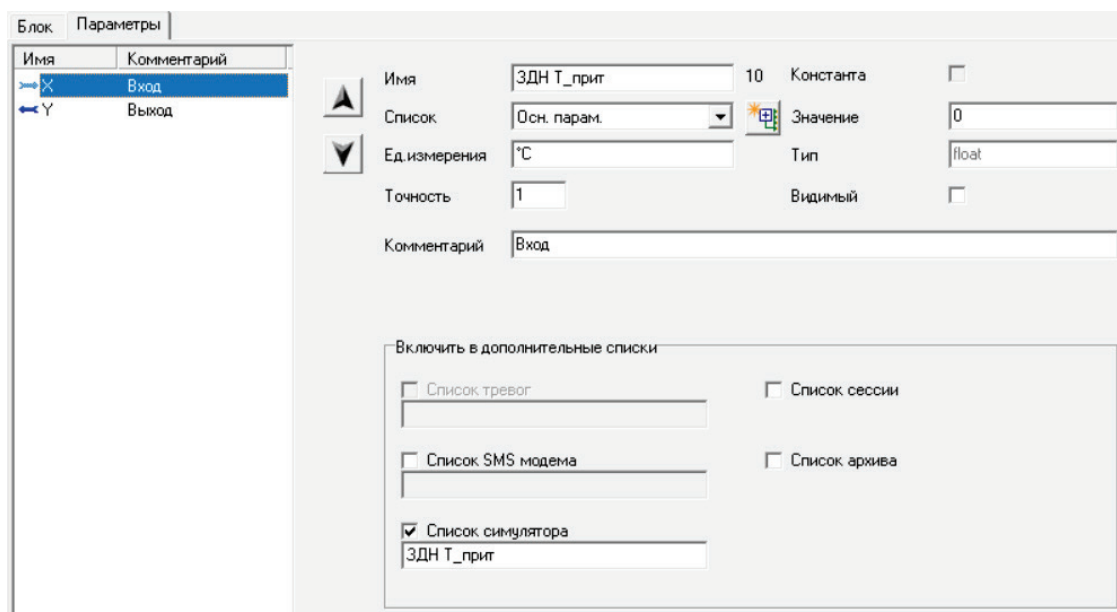 Блок Параметры
Имя Комментарий
X Вход
Y Выход
Имя ЗДН Т_прит 10 Константа
Список Осн. парам. Значение 0
Ед.измерения °C Тип float
Точность 1 Видимый
Комментарий Вход
Включить в дополнительные списки
Список тревог Список сессии
Список SMS модема Список архива
Список симулятора
ЗДН Т_прит